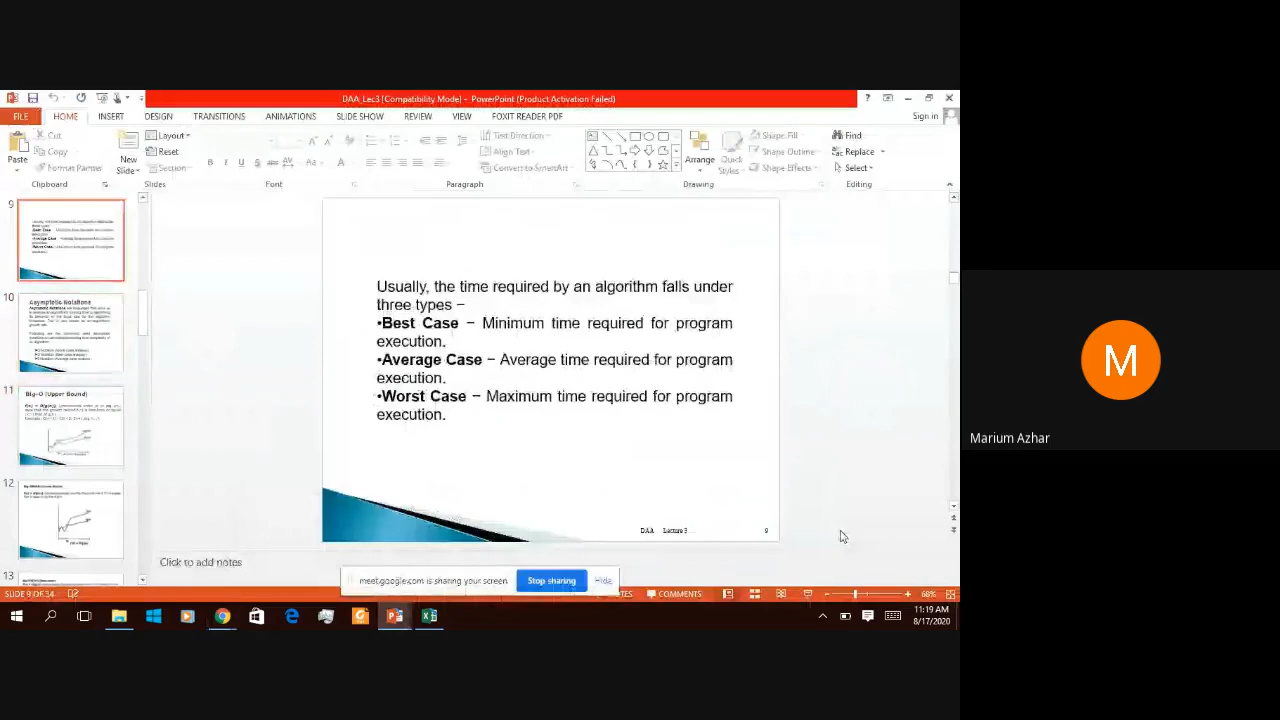 DAA_Lec3 [Compatibility Mode] - PowerPoint (Product Activation Failed)
FILE HOME INSERT DESIGN TRANSITIONS ANIMATIONS SLIDE SHOW REVIEW VIEW FOXIT READER PDF Sign in
Paste
Cut
Copy
Format Painter
Clipboard
New
Slide
Layout
Reset
Section
Slides
Font
Text Direction
Align Text
Convert to SmartArt
Paragraph
Arrange
Quick
Styles
Shape Fill
Shape Outline
Shape Effects
Drawing
Find
Replace
Select
Editing
9
10
Asymptotic Notations
11
Big-O (Upper Bound)
12
13
Usually, the time required by an algorithm falls under
three types −
•Best Case − Minimum time required for program
execution.
•Average Case − Average time required for program
execution.
•Worst Case − Maximum time required for program
execution.
DAA Lecture 3 9
Click to add notes
meet.google.com is sharing your screen Stop sharing Hide
SLIDE 9 OF 34 COMMENTS 68%
11:19 AM
8/17/2020
M
Marium Azhar